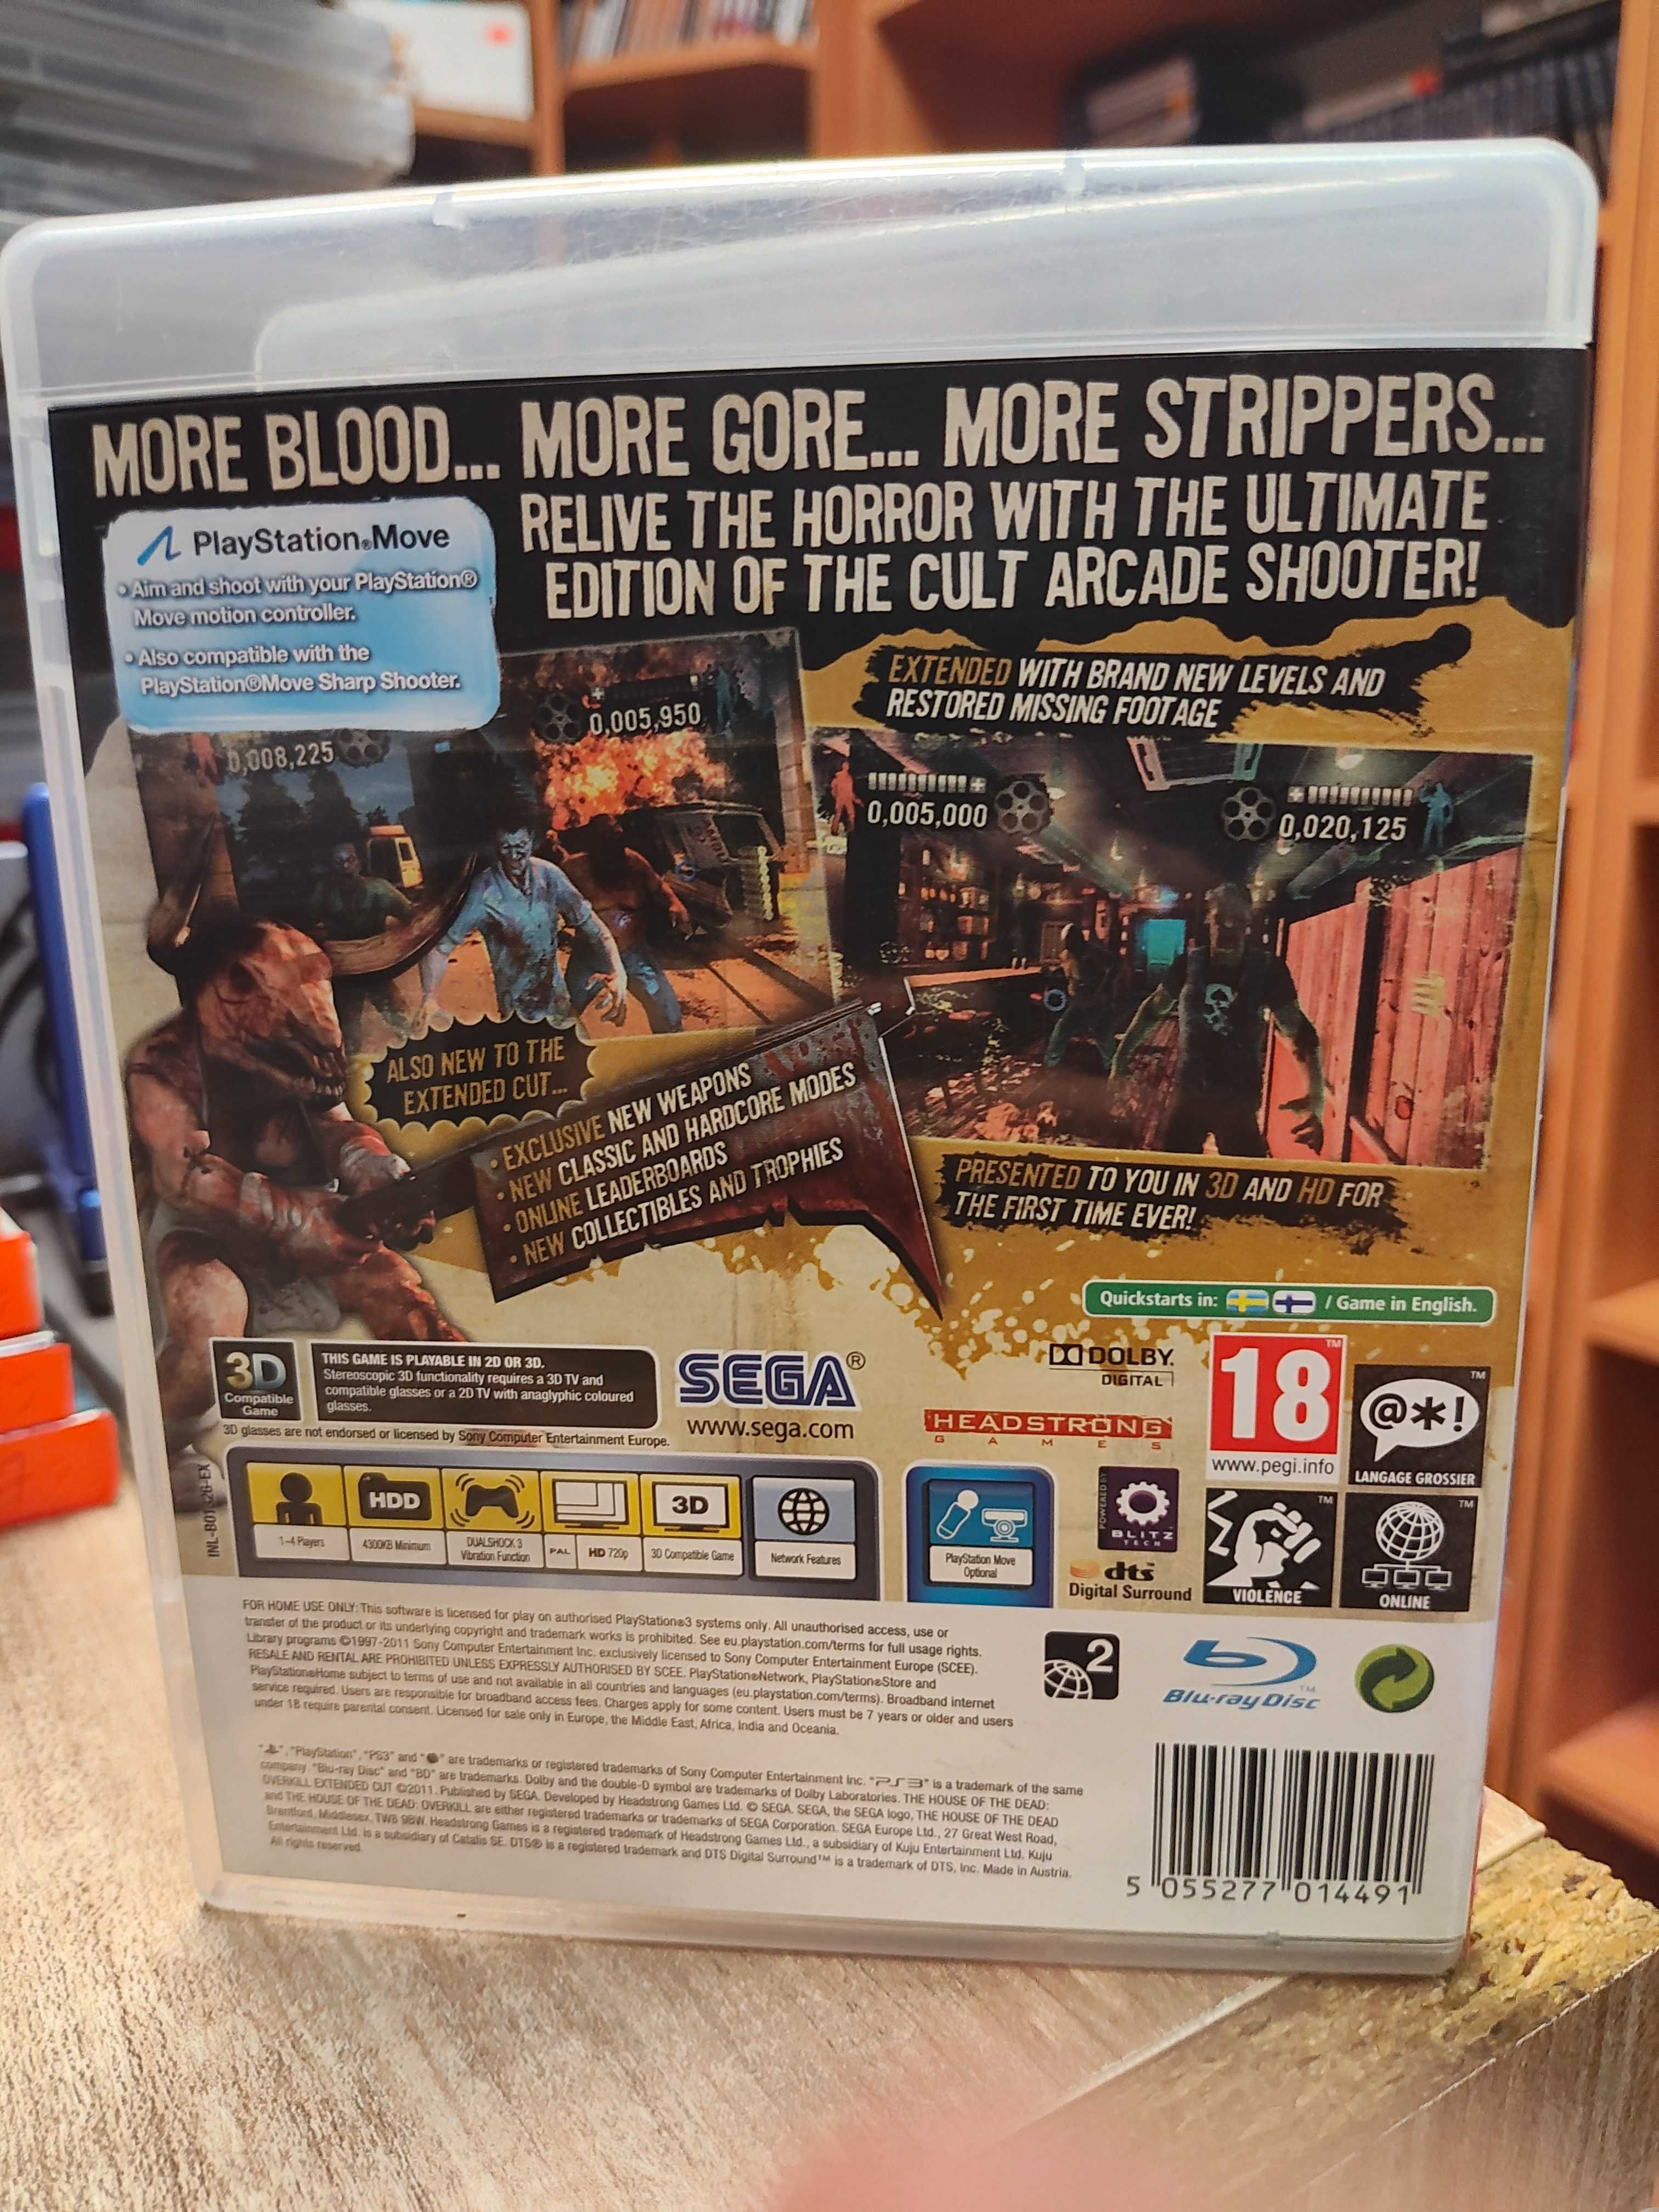 MORE BLOOD... MORE GORE... MORE STRIPPERS...
RELIVE THE HORROR WITH THE ULTIMATE
EDITION OF THE CULT ARCADE SHOOTER!
PlayStation®Move
• Aim and shoot with your PlayStation®
Move motion controller.
• Also compatible with the
PlayStation®Move Sharp Shooter.
EXTENDED WITH BRAND NEW LEVELS AND
RESTORED MISSING FOOTAGE
0,008,225
0,005,950
0,005,000
0,020,125
ALSO NEW TO THE
EXTENDED CUT...
• EXCLUSIVE NEW WEAPONS
• NEW CLASSIC AND HARDCORE MODES
• ONLINE LEADERBOARDS
• NEW COLLECTIBLES AND TROPHIES
PRESENTED TO YOU IN 3D AND HD FOR
THE FIRST TIME EVER!
Quickstarts in: / Game in English.
3D
Compatible
Game
THIS GAME IS PLAYABLE IN 2D OR 3D.
Stereoscopic 3D functionality requires a 3D TV and
compatible glasses or a 2D TV with anaglyphic coloured
glasses.
3D glasses are not endorsed or licensed by Sony Computer Entertainment Europe.
SEGA®
www.sega.com
DOLBY
DIGITAL
HEADSTRONG
GAMES
18™
www.pegi.info
@*!™
LANGAGE GROSSIER
™
VIOLENCE
™
ONLINE
1-4 Players
HDD
4300KB Minimum
DUALSHOCK 3
Vibration Function
PAL
HD 720p
3D
3D Compatible Game
Network Features
PlayStation Move
Optional
POWERED BY
BLITZ
TECH
dts
Digital Surround
FOR HOME USE ONLY: This software is licensed for play on authorised PlayStation®3 systems only. All unauthorised access, use or
transfer of the product or its underlying copyright and trademark works is prohibited. See eu.playstation.com/terms for full usage rights.
Library programs ©1997-2011 Sony Computer Entertainment Inc. exclusively licensed to Sony Computer Entertainment Europe (SCEE).
RESALE AND RENTAL ARE PROHIBITED UNLESS EXPRESSLY AUTHORISED BY SCEE. PlayStation®Network, PlayStation®Store and
PlayStation®Home subject to terms of use and not available in all countries and languages (eu.playstation.com/terms). Broadband internet
service required. Users are responsible for broadband access fees. Charges apply for some content. Users must be 7 years or older and users
under 18 require parental consent. Licensed for sale only in Europe, the Middle East, Africa, India and Oceania.
2
Blu-ray Disc™
", "PlayStation", "PS3" and " " are trademarks or registered trademarks of Sony Computer Entertainment Inc. "PS3" is a trademark of the same
company. "Blu-ray Disc" and "BD" are trademarks. Dolby and the double-D symbol are trademarks of Dolby Laboratories. THE HOUSE OF THE DEAD:
OVERKILL EXTENDED CUT ©2011. Published by SEGA. Developed by Headstrong Games Ltd. © SEGA. SEGA, the SEGA logo, THE HOUSE OF THE DEAD
and THE HOUSE OF THE DEAD: OVERKILL are either registered trademarks or trademarks of SEGA Corporation. SEGA Europe Ltd., 27 Great West Road,
Brentford, Middlesex, TW8 9BW. Headstrong Games is a registered trademark of Headstrong Games Ltd., a subsidiary of Kuju Entertainment Ltd. Kuju
Entertainment Ltd. is a subsidiary of Catalis SE. DTS® is a registered trademark and DTS Digital Surround™ is a trademark of DTS, Inc. Made in Austria.
All rights reserved.
5 055277 014491